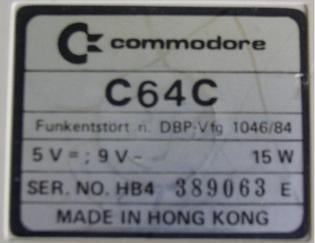 commodore
C64C
Funkentstört n. DBP-Vfg 1046/84
5 V = ; 9 V ~ 15 W
SER. NO. HB4 389063 E
MADE IN HONG KONG